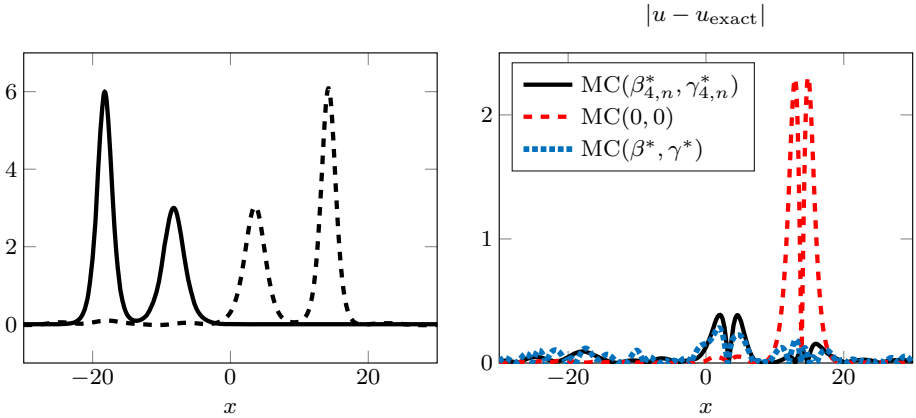 |u − u_exact|
6
4
2
0
−20
0
20
x
MC(β*_{4,n}, γ*_{4,n})
MC(0, 0)
MC(β*, γ*)
2
1
0
−20
0
20
x